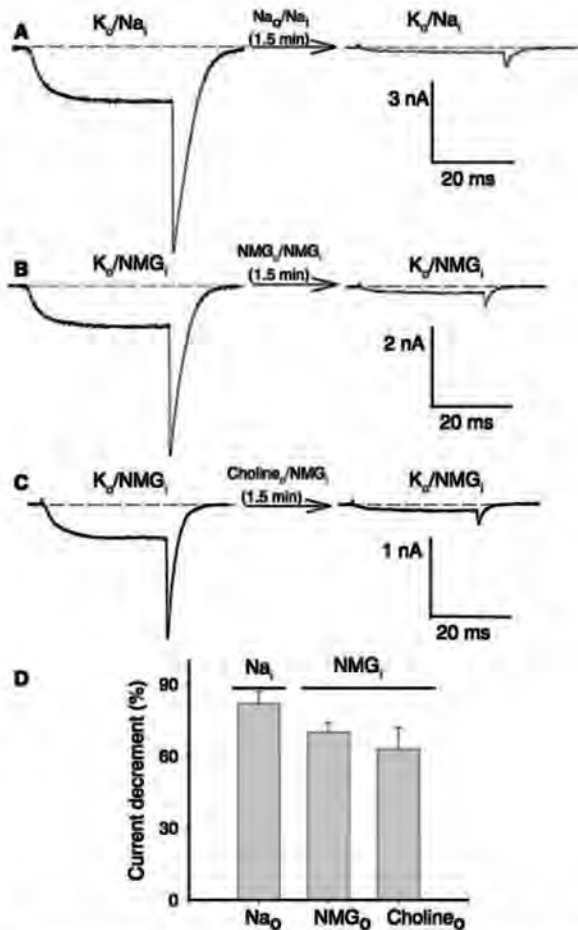 A
Ko/Nai
Nao/Nai
(1.5 min)
Ko/Nai
3 nA
20 ms
B
Ko/NMGi
NMGo/NMGi
(1.5 min)
Ko/NMGi
2 nA
20 ms
C
Ko/NMGi
Cholineo/NMGi
(1.5 min)
Ko/NMGi
1 nA
20 ms
D
Nai NMGi
Current decrement (%)
90
60
30
0
Nao NMGo Cholineo